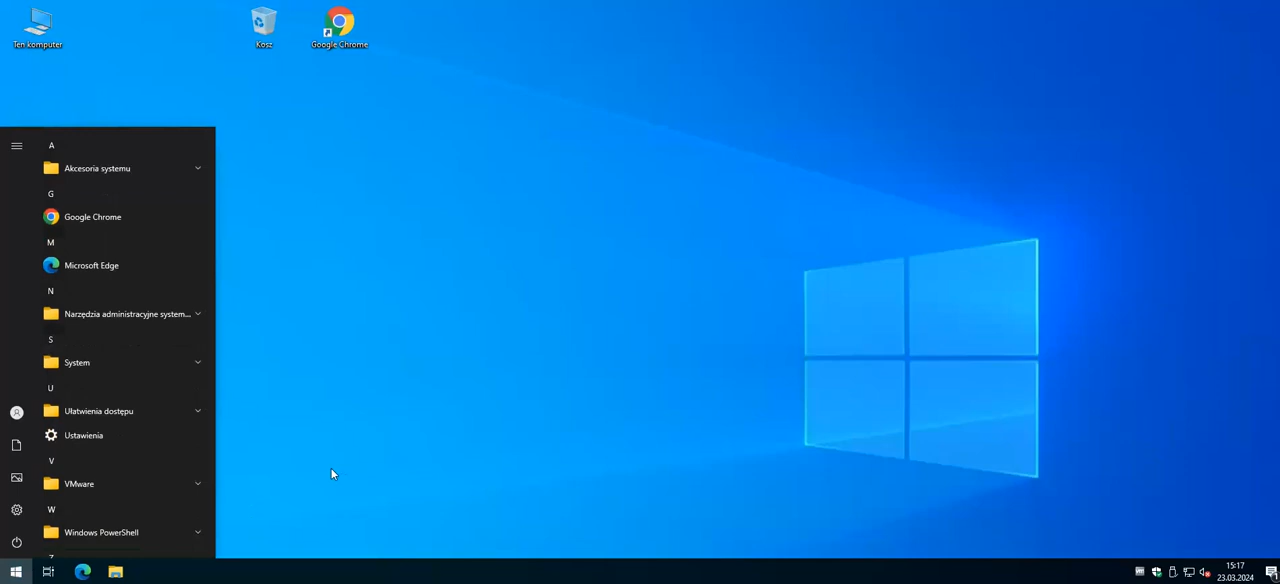 Ten komputer
Kosz
Google Chrome
A
Akcesoria systemu
G
Google Chrome
M
Microsoft Edge
N
Narzędzia administracyjne system...
S
System
U
Ułatwienia dostępu
Ustawienia
V
VMware
W
Windows PowerShell
Z
15:17
23.03.2024